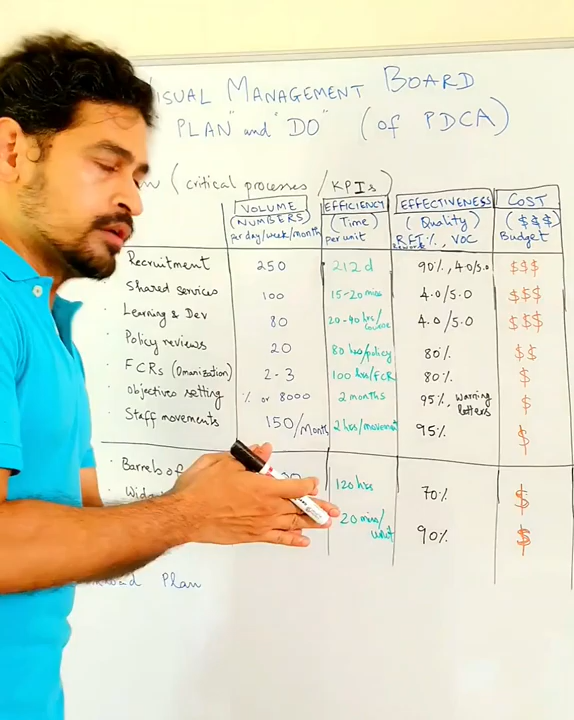 VISUAL MANAGEMENT BOARD
PLAN" and "DO" (of PDCA)
(critical processes / KPIs)
VOLUME EFFICIENCY EFFECTIVENESS COST
(NUMBERS) (Time) (Quality) ($$$)
Per day/week/month per unit RFT%, VOC Budget
· Recruitment 250 212 d 90%, 4.0/5.0 $$$
· Shared services 100 15-20 mins 4.0/5.0 $$$
· Learning & Dev 80 20-40 hrs/course 4.0/5.0 $$$
· Policy reviews 20 80 hrs/policy 80% $$
· FCRs (Omanization) 2-3 100 hrs/FCR 80% $
· objectives setting % or 8000 2 months 95%, warning letters $
· Staff movements 150/Month 2 hrs/movement 95% $
· Barrels of 120 hrs 70% $
20 mins/unit 90% $
Plan